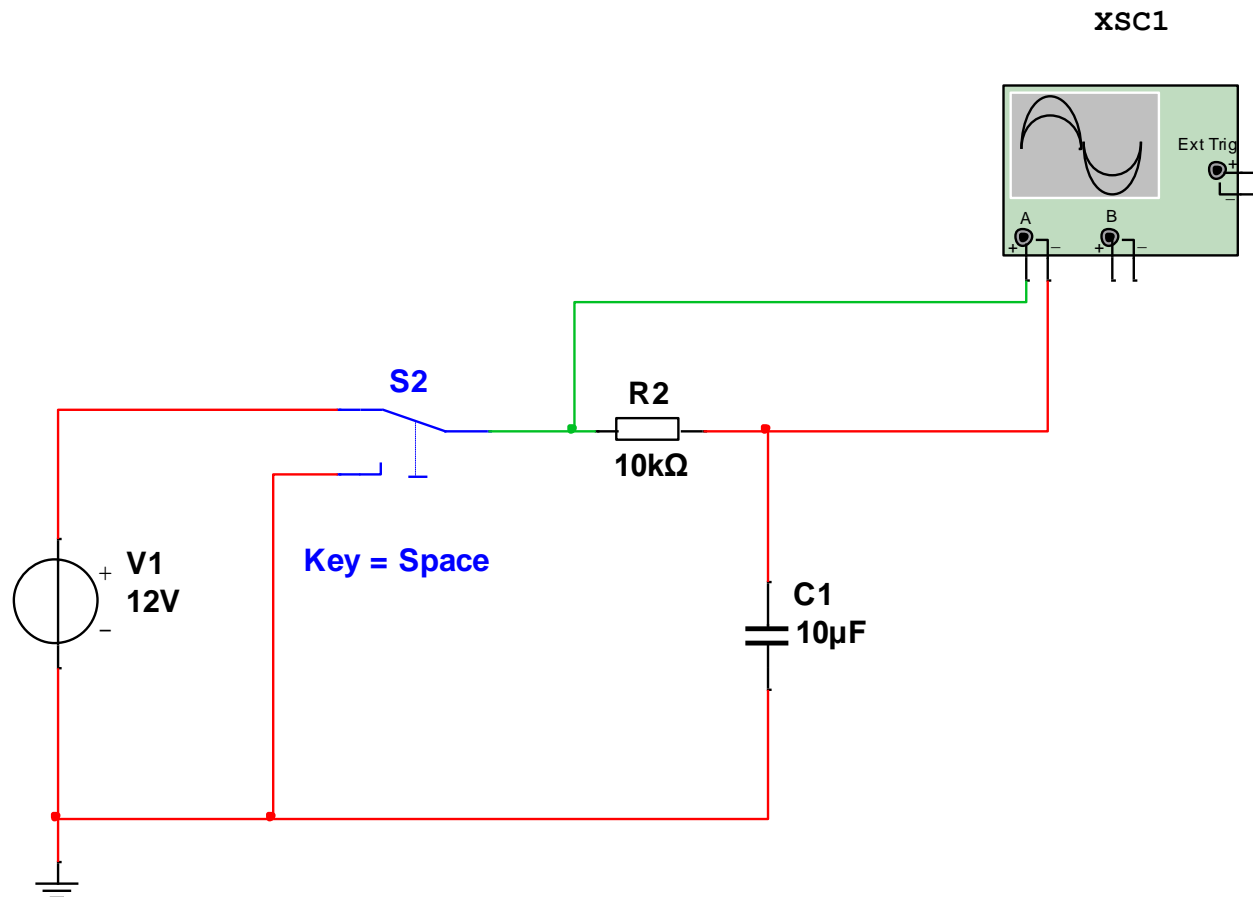 XSC1
Ext Trig
+
_
A
B
+
_
+
_
S2
R2
10kΩ
Key = Space
V1
+
12V
−
C1
10µF